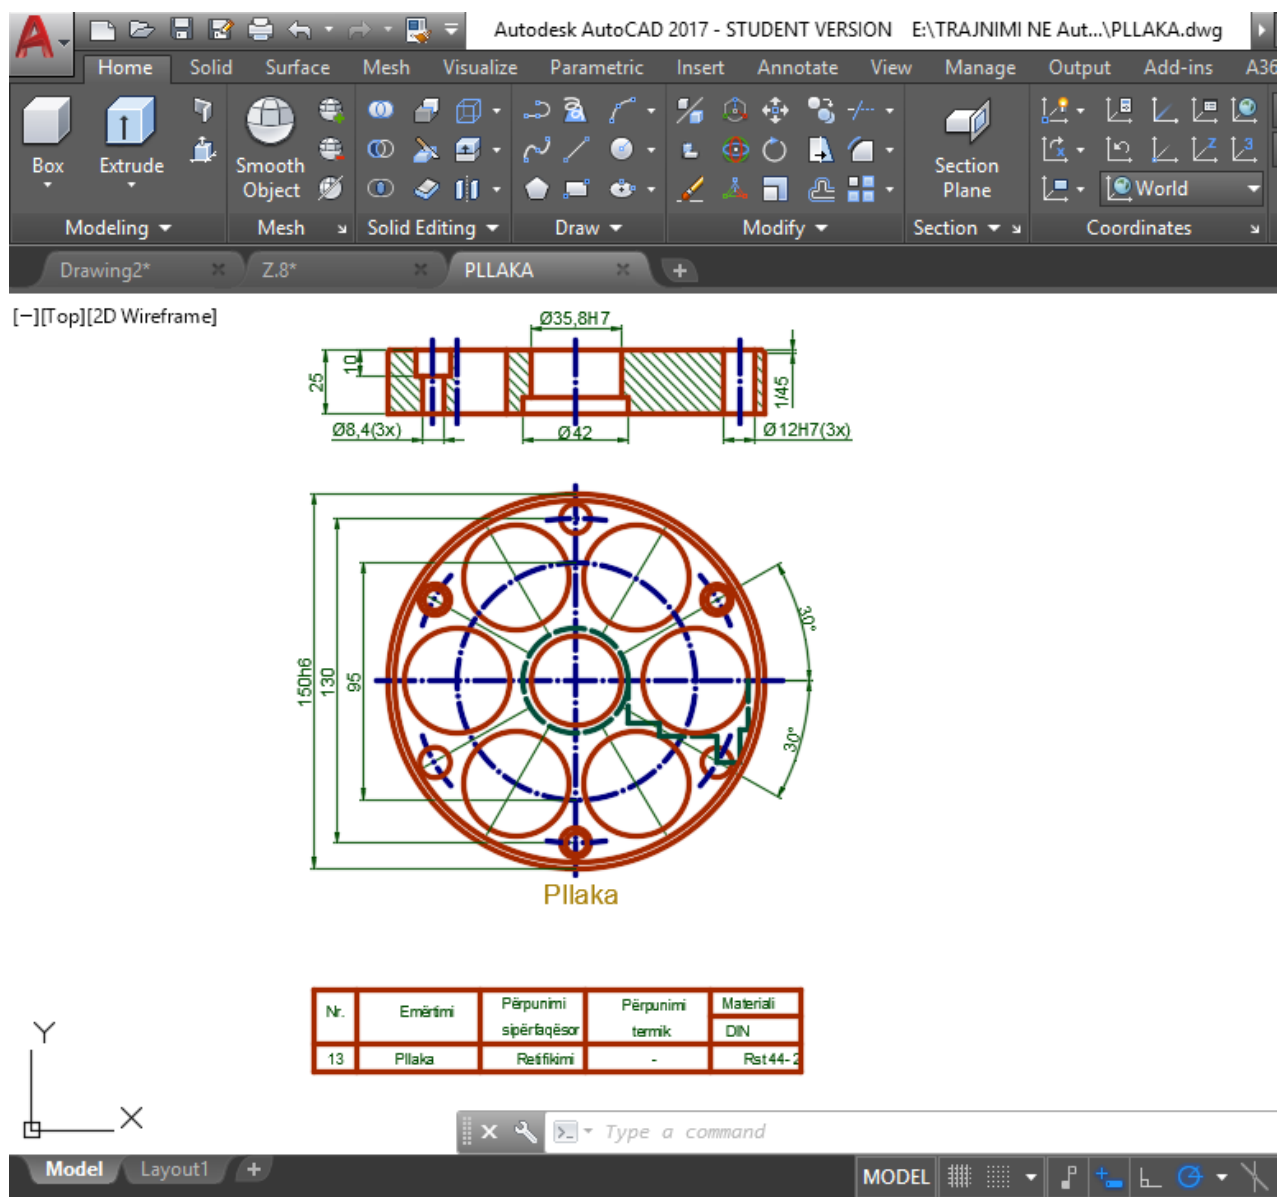 Autodesk AutoCAD 2017 - STUDENT VERSION E:\TRAJNIMI NE Aut...\PLLAKA.dwg
Home Solid Surface Mesh Visualize Parametric Insert Annotate View Manage Output Add-ins A36
Box Extrude Smooth Object Section Plane World
Modeling Mesh Solid Editing Draw Modify Section Coordinates
Drawing2* Z.8* PLLAKA
[−][Top][2D Wireframe]
Ø35,8H7
10
25
1/45
Ø8,4(3x) Ø42 Ø12H7(3x)
30°
150h6
130
95
30°
Pllaka
Nr. Emërtimi Përpunimi sipërfaqësor Përpunimi termik Materiali DIN
13 Pllaka Retifikimi - Rst 44-2
Y
X
Type a command
Model Layout1 MODEL